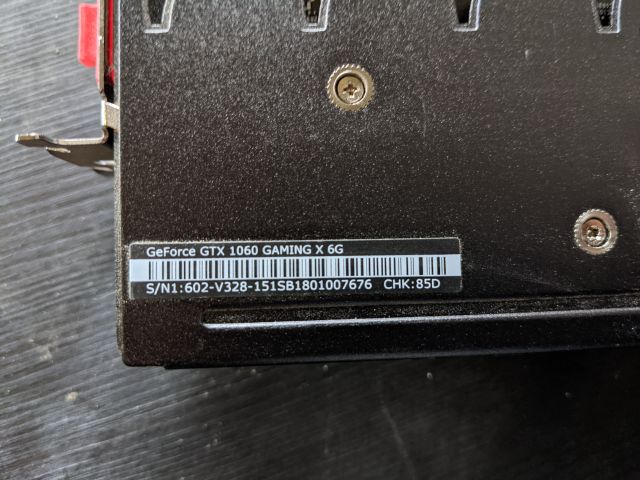 GeForce GTX 1060 GAMING X 6G
S/N1:602-V328-151SB1801007676 CHK:85D